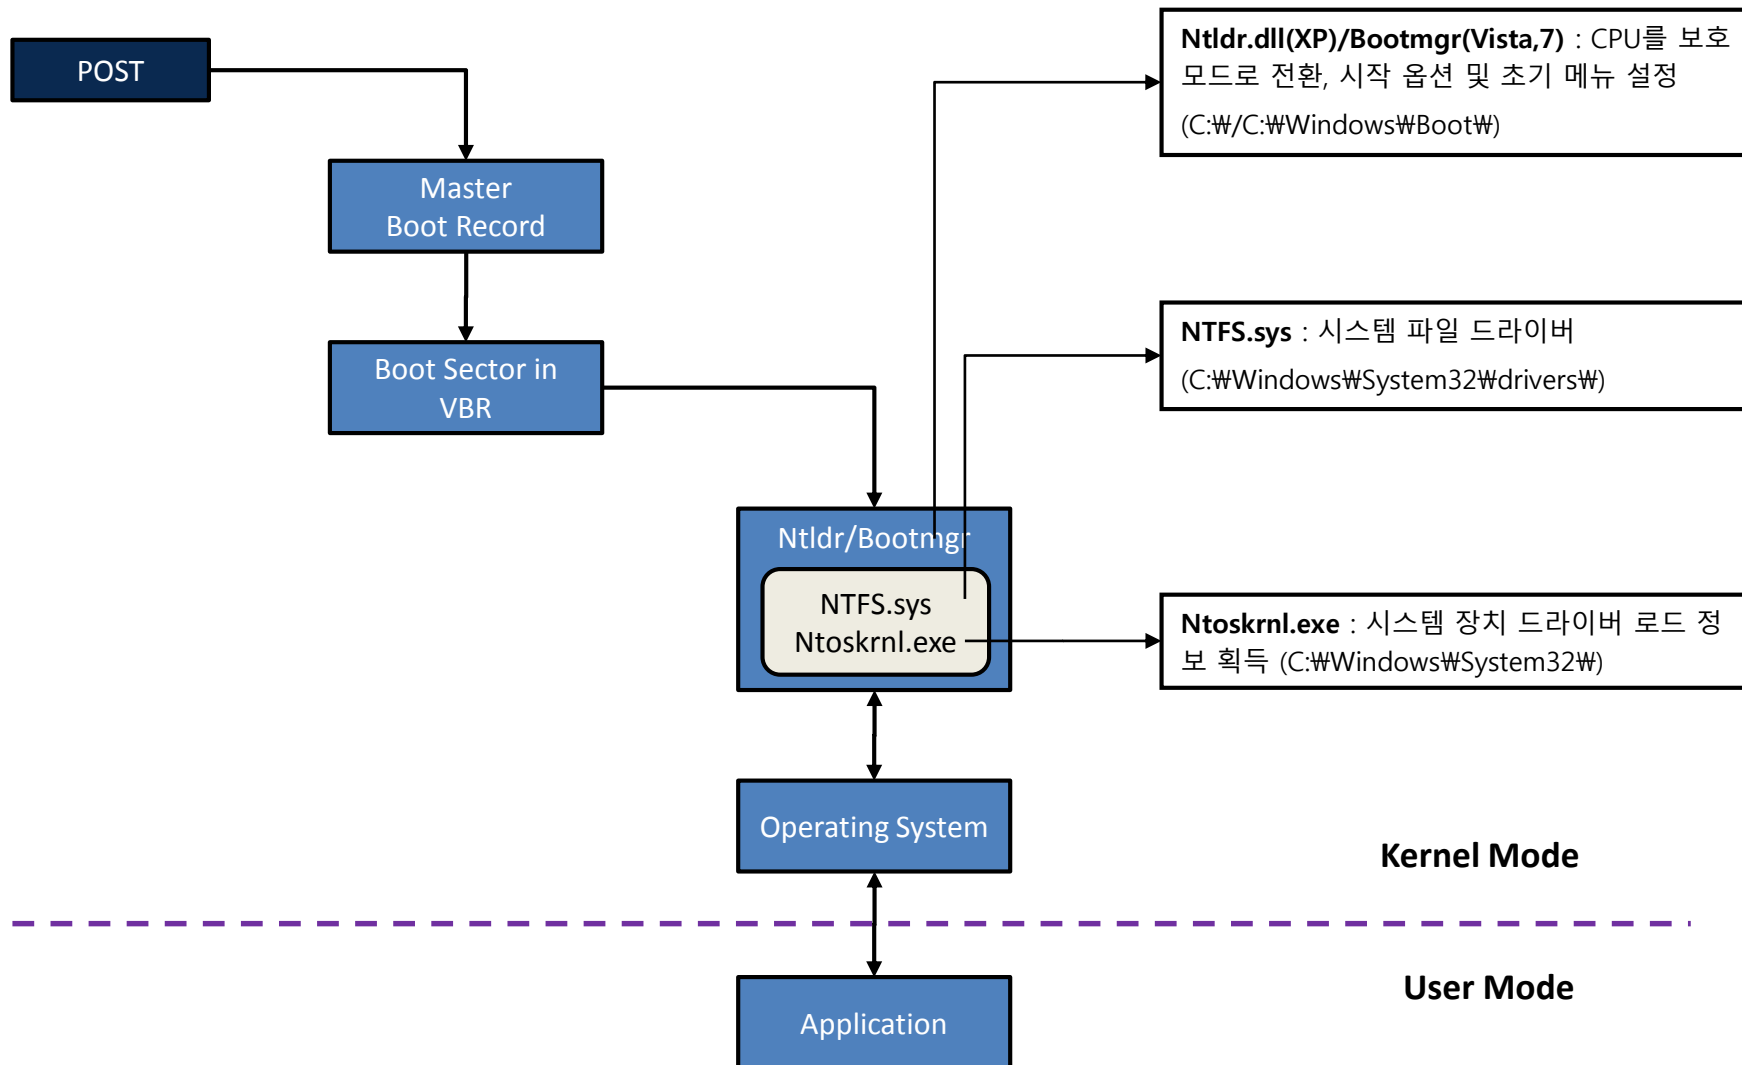 POST
Master
Boot Record
Boot Sector in
VBR
Ntldr/Bootmgr
NTFS.sys
Ntoskrnl.exe
Operating System
Application
Ntldr.dll(XP)/Bootmgr(Vista,7) : CPU를 보호
모드로 전환, 시작 옵션 및 초기 메뉴 설정
(C:₩/C:₩Windows₩Boot₩)
NTFS.sys : 시스템 파일 드라이버
(C:₩Windows₩System32₩drivers₩)
Ntoskrnl.exe : 시스템 장치 드라이버 로드 정
보 획득 (C:₩Windows₩System32₩)
Kernel Mode
User Mode